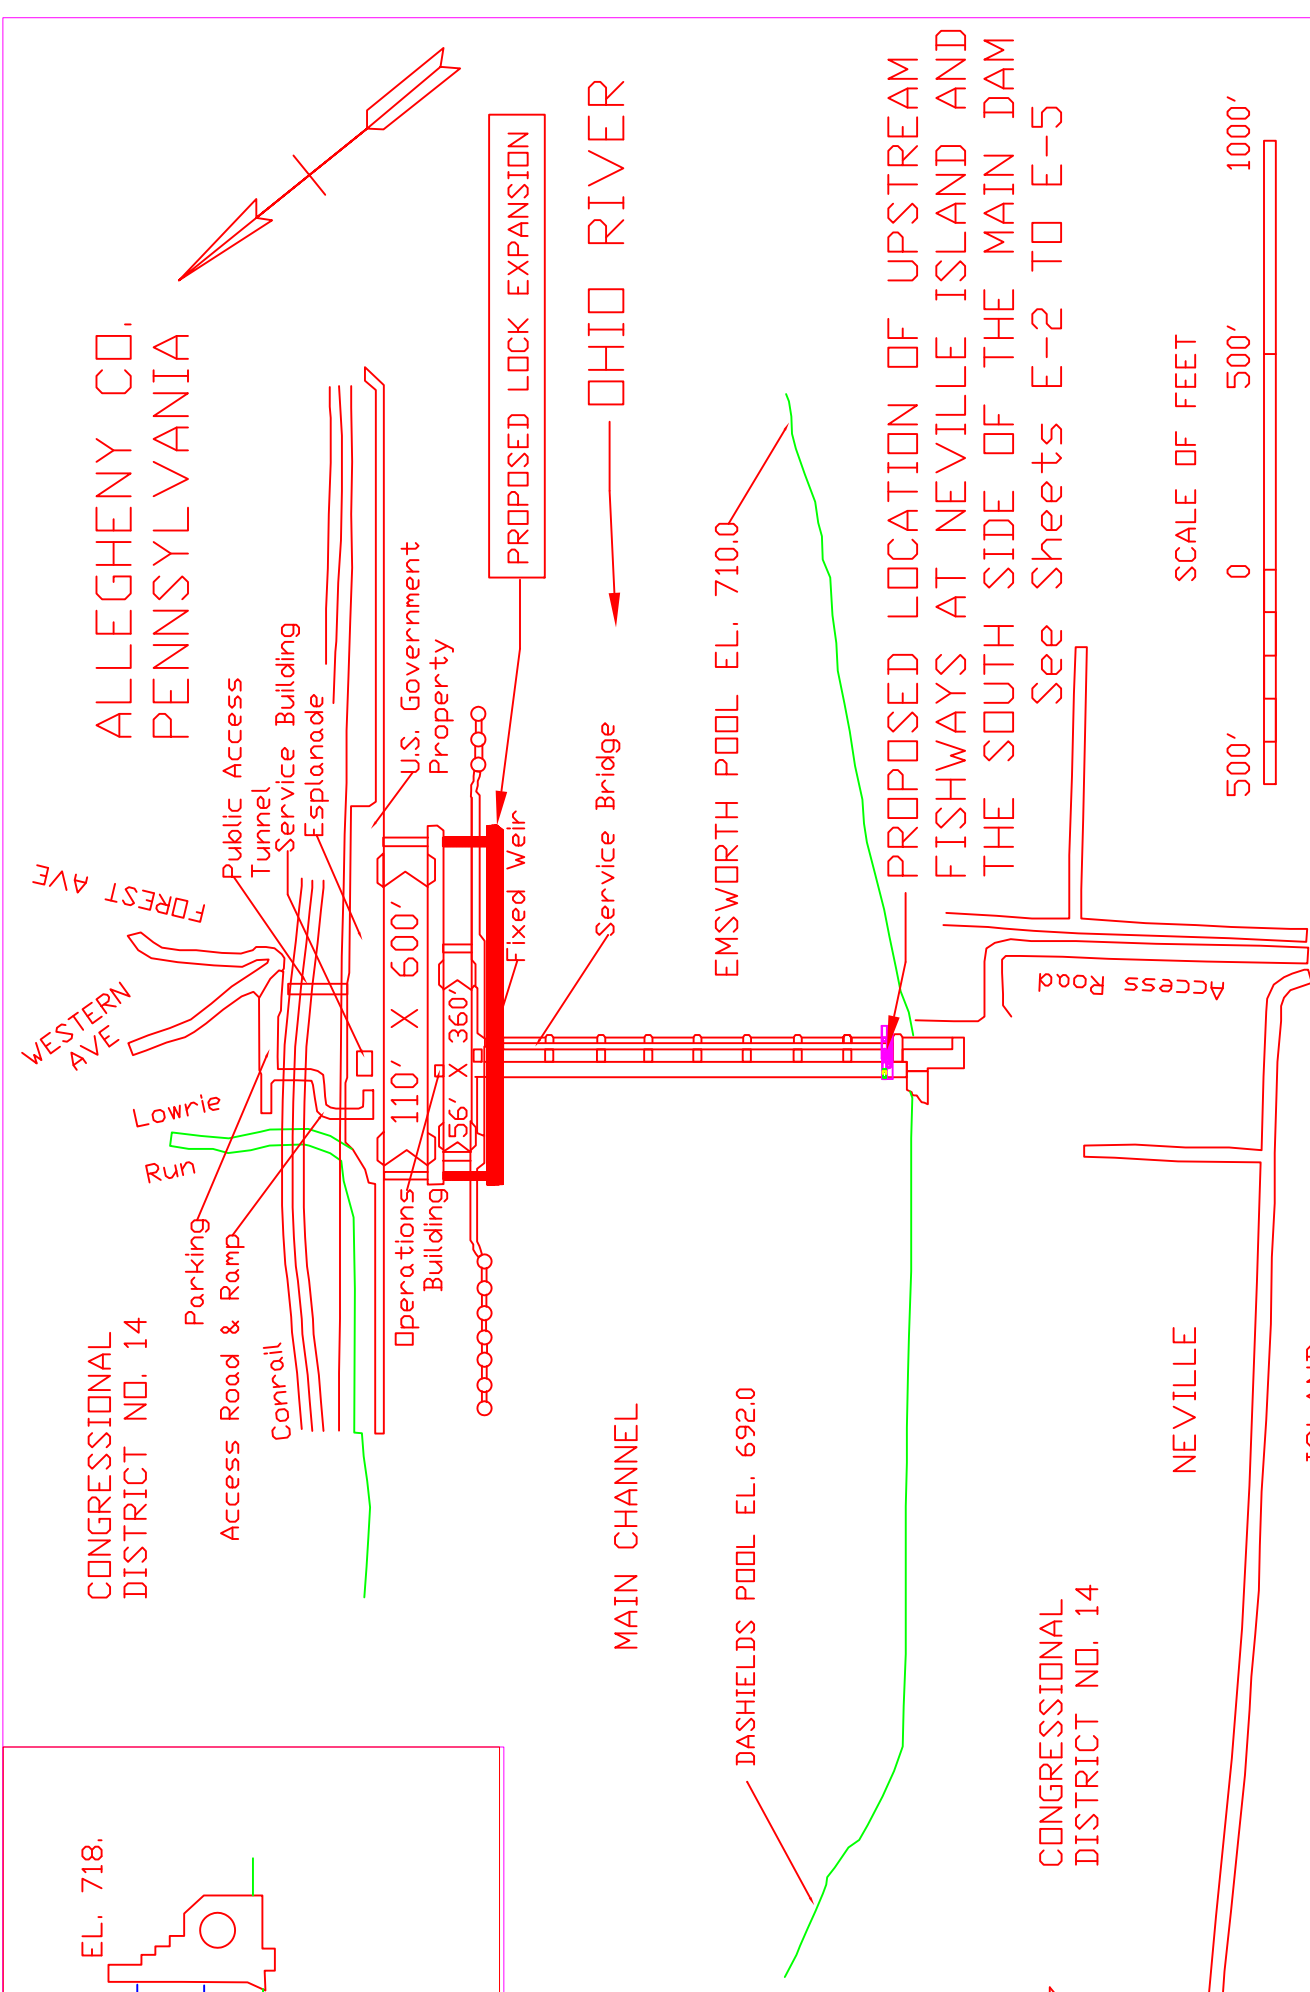 ALLEGHENY CO.
PENNSYLVANIA
PROPOSED LOCK EXPANSION
OHIO RIVER
FOREST AVE
WESTERN
AVE
Public Access
Tunnel
Service Building
Esplanade
U.S. Government
Property
110' X 600'
56' X 360'
Fixed Weir
Service Bridge
Lowrie
Run
Parking
Access Road & Ramp
Conrail
Operations
Building
CONGRESSIONAL
DISTRICT NO. 14
EMSWORTH POOL EL. 710.0
PROPOSED LOCATION OF UPSTREAM
FISHWAYS AT NEVILLE ISLAND AND
THE SOUTH SIDE OF THE MAIN DAM
See Sheets E-2 TO E-5
SCALE OF FEET
500' 0 500' 1000'
Access Road
MAIN CHANNEL
DASHIELDS POOL EL. 692.0
NEVILLE
CONGRESSIONAL
DISTRICT NO. 14
EL. 718.